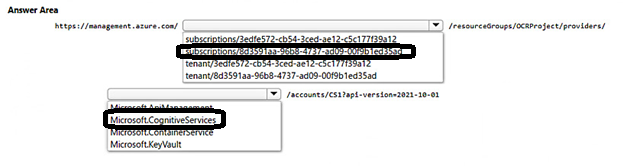 Answer Area
https://management.azure.com/ /resourceGroups/OCRProject/providers/
subscriptions/3edfe572-cb54-3ced-ae12-c5c177f39a12
subscriptions/8d3591aa-96b8-4737-ad09-00f9b1ed35ad
tenant/3edfe572-cb54-3ced-ae12-c5c177f39a12
tenant/8d3591aa-96b8-4737-ad09-00f9b1ed35ad
/accounts/CS1?api-version=2021-10-01
Microsoft.ApiManagement
Microsoft.CognitiveServices
Microsoft.ContainerService
Microsoft.KeyVault